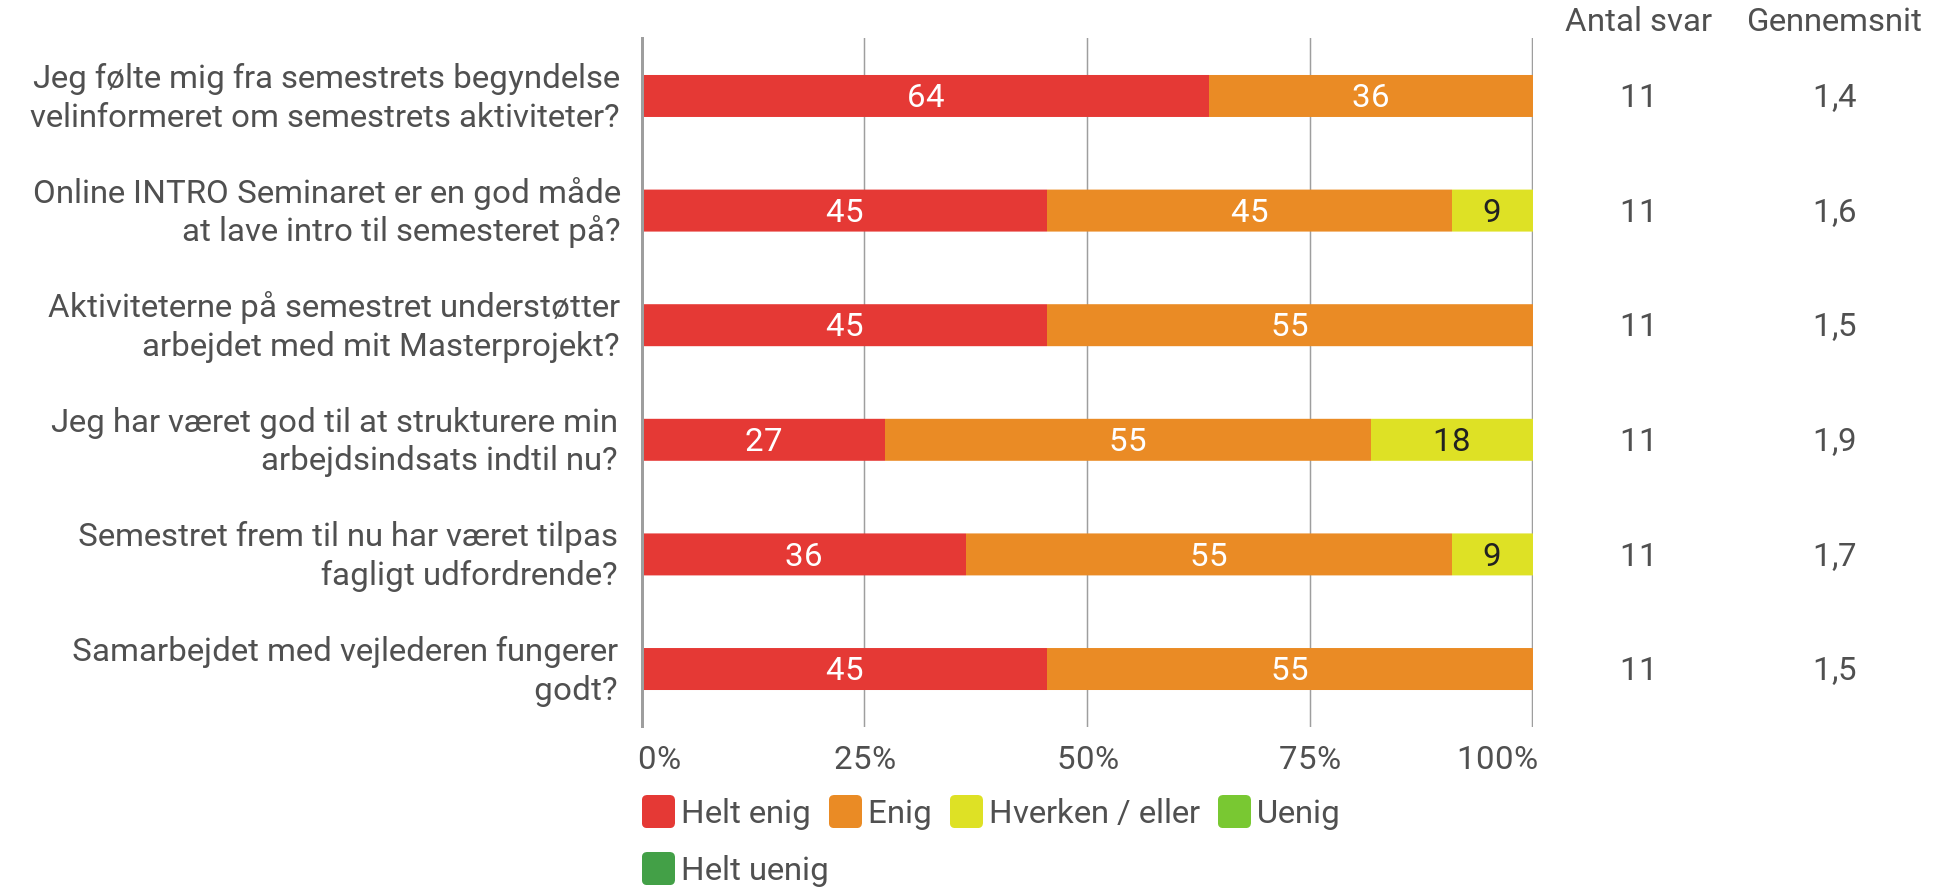 Antal svar Gennemsnit
Jeg følte mig fra semestrets begyndelse
velinformeret om semestrets aktiviteter?
64 36 11 1,4
Online INTRO Seminaret er en god måde
at lave intro til semesteret på?
45 45 9 11 1,6
Aktiviteterne på semestret understøtter
arbejdet med mit Masterprojekt?
45 55 11 1,5
Jeg har været god til at strukturere min
arbejdsindsats indtil nu?
27 55 18 11 1,9
Semestret frem til nu har været tilpas
fagligt udfordrende?
36 55 9 11 1,7
Samarbejdet med vejlederen fungerer
godt?
45 55 11 1,5
0% 25% 50% 75% 100%
Helt enig Enig Hverken / eller Uenig
Helt uenig